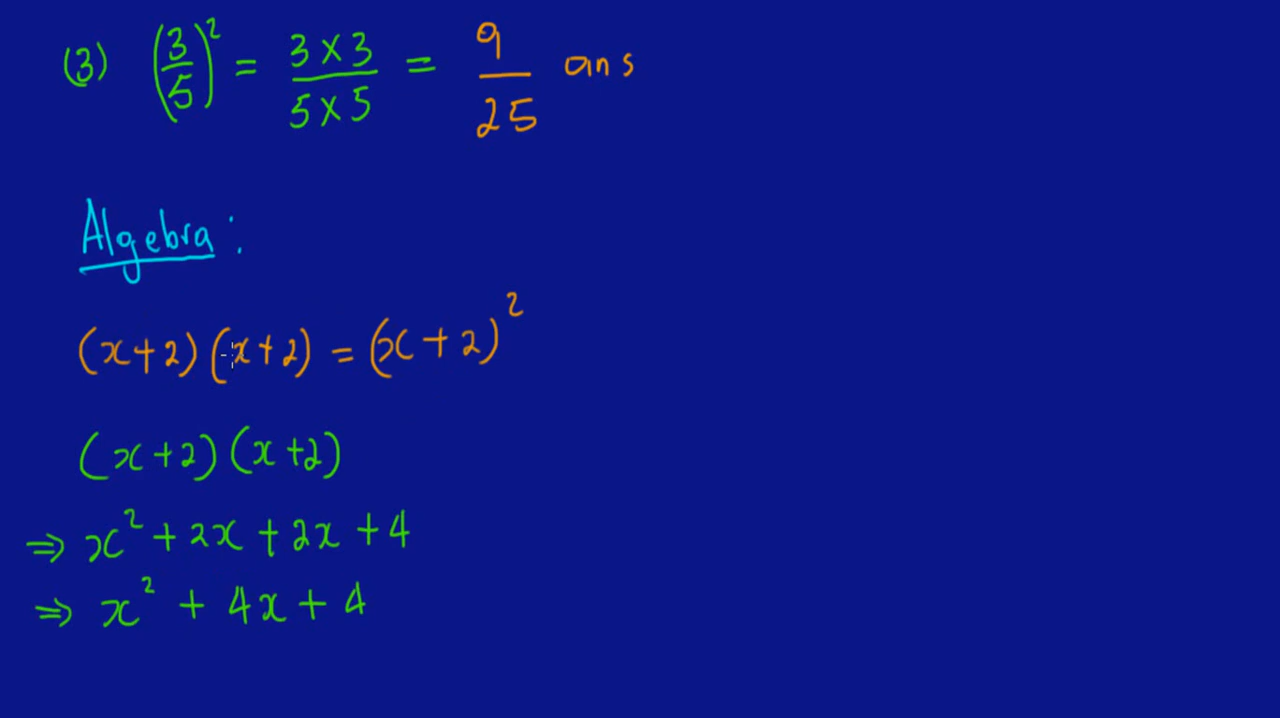 (3) (3/5)² = 3 × 3 / 5 × 5 = 9/25 ans
Algebra :
(x+2)(x+2) = (x+2)²
(x+2)(x+2)
⇒ x² + 2x + 2x + 4
⇒ x² + 4x + 4